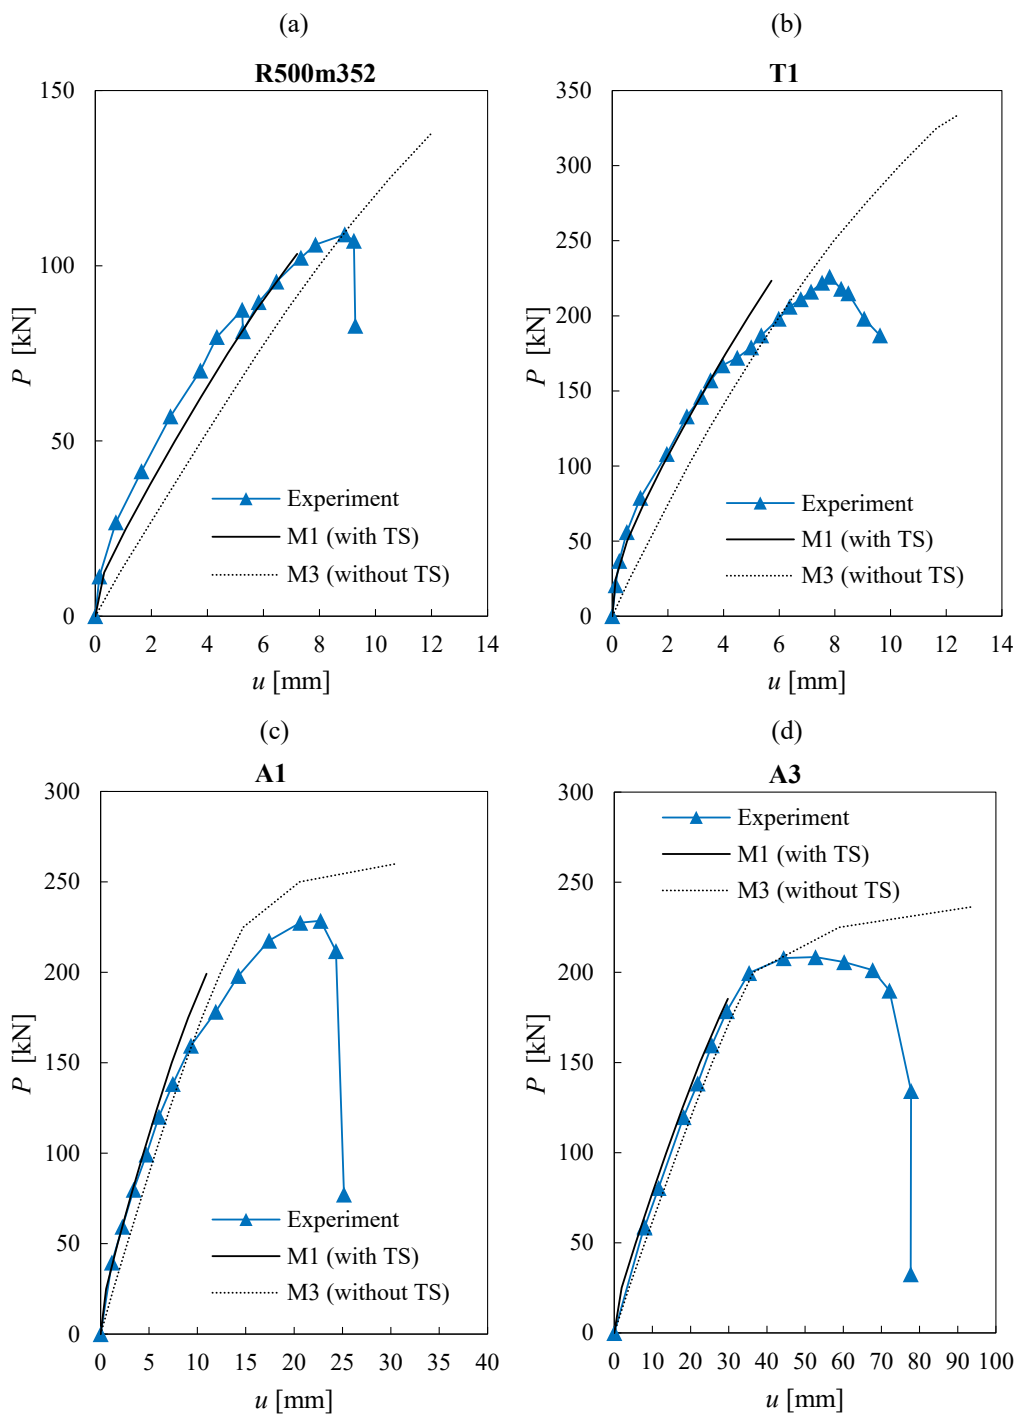 (a)
R500m352
150
100
50
0
P [kN]
Experiment
M1 (with TS)
M3 (without TS)
0 2 4 6 8 10 12 14
u [mm]
(b)
T1
350
300
250
200
150
100
50
0
P [kN]
Experiment
M1 (with TS)
M3 (without TS)
0 2 4 6 8 10 12 14
u [mm]
(c)
A1
300
250
200
150
100
50
0
P [kN]
Experiment
M1 (with TS)
M3 (without TS)
0 5 10 15 20 25 30 35 40
u [mm]
(d)
A3
300
250
200
150
100
50
0
P [kN]
Experiment
M1 (with TS)
M3 (without TS)
0 10 20 30 40 50 60 70 80 90 100
u [mm]